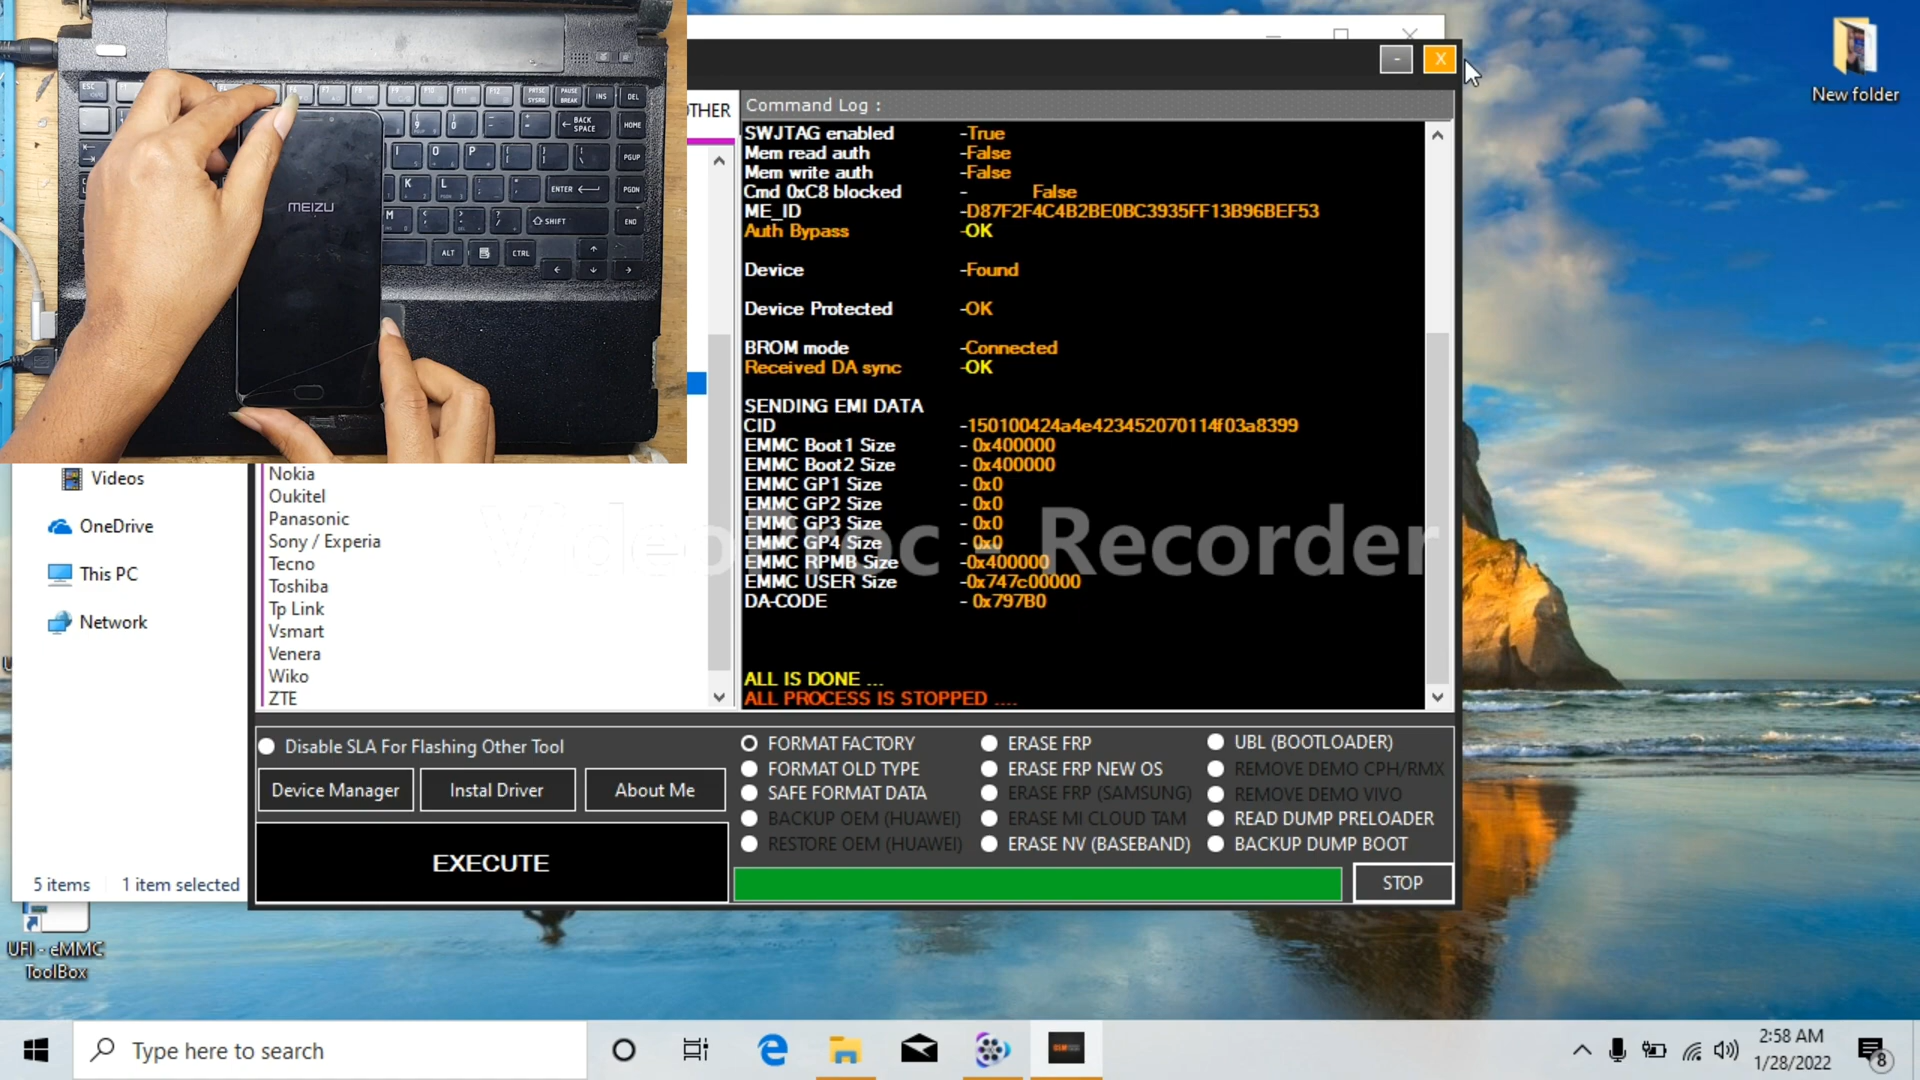 New folder
OTHER
Command Log :
SWJTAG enabled -True
Mem read auth -False
Mem write auth -False
Cmd 0xC8 blocked - False
ME_ID -D87F2F4C4B2BE0BC3935FF13B96BEF53
Auth Bypass -OK
Device -Found
Device Protected -OK
BROM mode -Connected
Received DA sync -OK
SENDING EMI DATA
CID -150100424a4e423452070114f03a8399
EMMC Boot1 Size - 0x400000
EMMC Boot2 Size - 0x400000
EMMC GP1 Size - 0x0
EMMC GP2 Size - 0x0
EMMC GP3 Size - 0x0
EMMC GP4 Size - 0x0
EMMC RPMB Size -0x400000
EMMC USER Size -0x747c00000
DA-CODE - 0x797B0
ALL IS DONE ...
ALL PROCESS IS STOPPED ....
MEIZU
VideoProc - Recorder
Videos
OneDrive
This PC
Network
Nokia
Oukitel
Panasonic
Sony / Experia
Tecno
Toshiba
Tp Link
Vsmart
Venera
Wiko
ZTE
Disable SLA For Flashing Other Tool
Device Manager
Instal Driver
About Me
EXECUTE
FORMAT FACTORY
FORMAT OLD TYPE
SAFE FORMAT DATA
BACKUP OEM (HUAWEI)
RESTORE OEM (HUAWEI)
ERASE FRP
ERASE FRP NEW OS
ERASE FRP (SAMSUNG)
ERASE MI CLOUD TAM
ERASE NV (BASEBAND)
UBL (BOOTLOADER)
REMOVE DEMO CPH/RMX
REMOVE DEMO VIVO
READ DUMP PRELOADER
BACKUP DUMP BOOT
STOP
5 items
1 item selected
UFI - eMMC
ToolBox
Type here to search
2:58 AM
1/28/2022
8